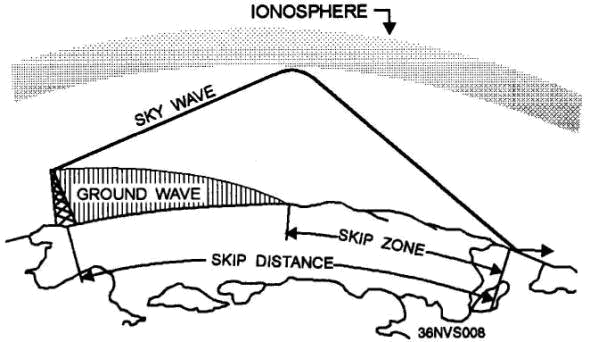 IONOSPHERE
SKY WAVE
GROUND WAVE
SKIP ZONE
SKIP DISTANCE
36NVS008